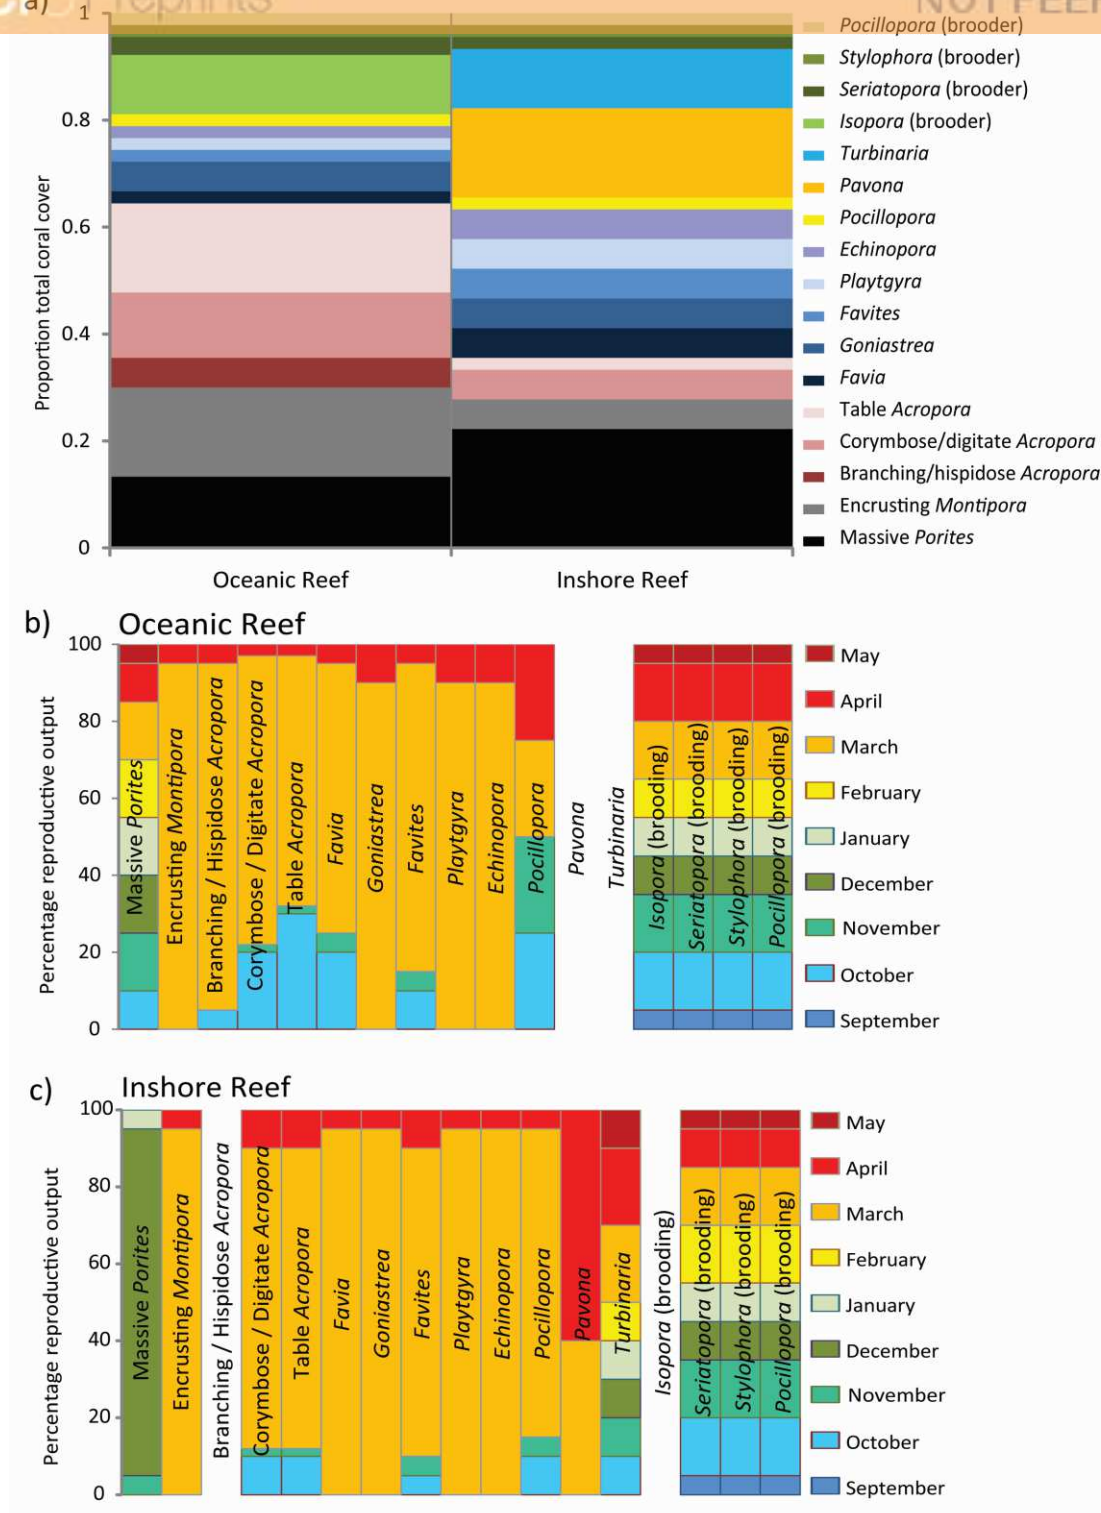 a)
reprints
1
0.8
0.6
0.4
0.2
0
Proportion total coral cover
Oceanic Reef
Inshore Reef
Pocillopora (brooder)
Stylophora (brooder)
Seriatopora (brooder)
Isopora (brooder)
Turbinaria
Pavona
Pocillopora
Echinopora
Playtgyra
Favites
Goniastrea
Favia
Table Acropora
Corymbose/digitate Acropora
Branching/hispidose Acropora
Encrusting Montipora
Massive Porites
b)
Oceanic Reef
100
80
60
40
20
0
Percentage reproductive output
Massive Porites
Encrusting Montipora
Branching / Hispidose Acropora
Corymbose / Digitate Acropora
Table Acropora
Favia
Goniastrea
Favites
Playtgyra
Echinopora
Pocillopora
Pavona
Turbinaria
Isopora (brooding)
Seriatopora (brooding)
Stylophora (brooding)
Pocillopora (brooding)
May
April
March
February
January
December
November
October
September
c)
Inshore Reef
100
80
60
40
20
0
Percentage reproductive output
Massive Porites
Encrusting Montipora
Branching / Hispidose Acropora
Corymbose / Digitate Acropora
Table Acropora
Favia
Goniastrea
Favites
Playtgyra
Echinopora
Pocillopora
Pavona
Turbinaria
Isopora (brooding)
Seriatopora (brooding)
Stylophora (brooding)
Pocillopora (brooding)
May
April
March
February
January
December
November
October
September